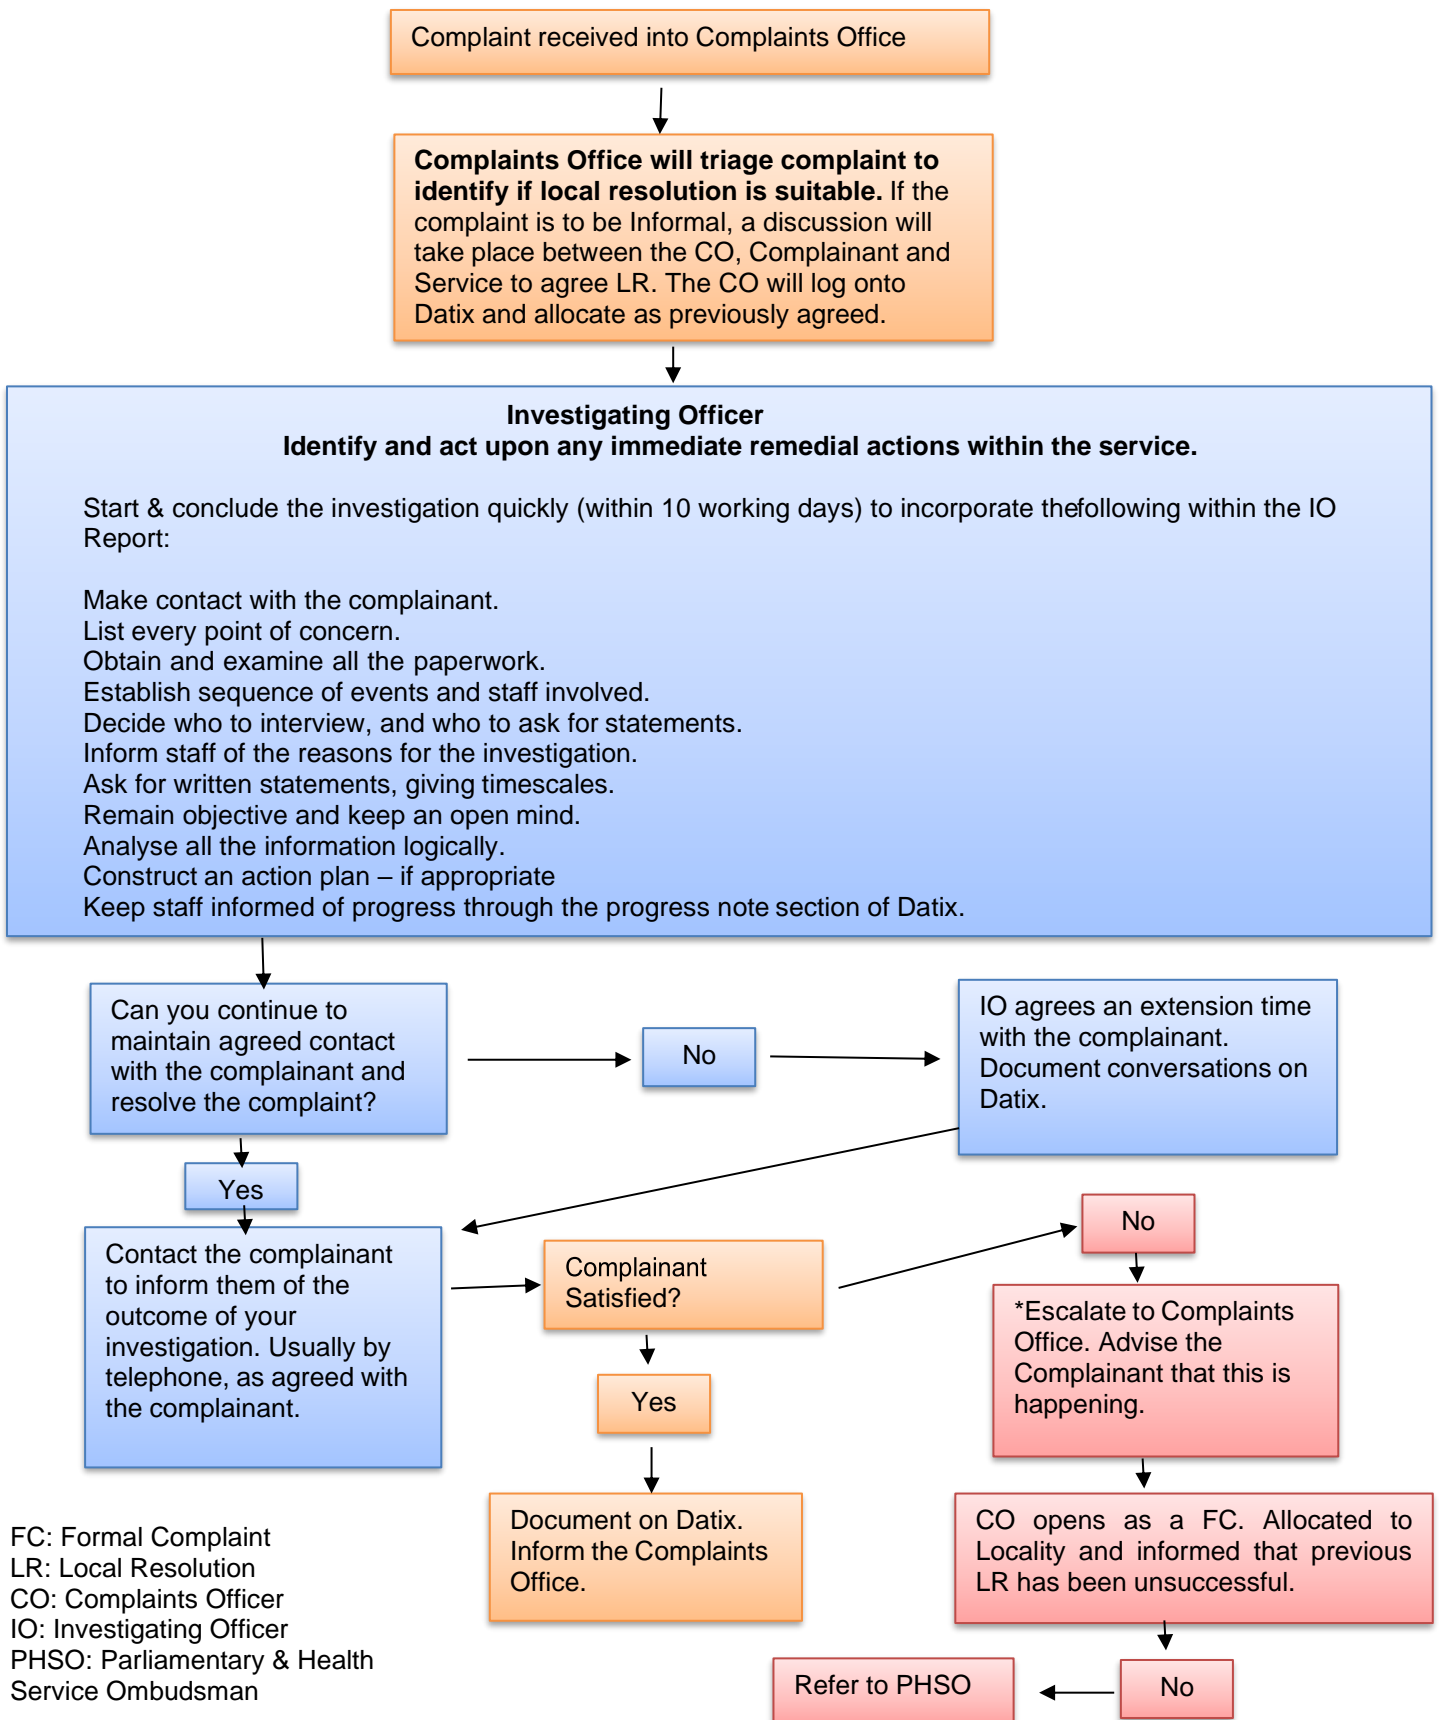 Complaint received into Complaints Office
Complaints Office will triage complaint to
identify if local resolution is suitable. If the
complaint is to be Informal, a discussion will
take place between the CO, Complainant and
Service to agree LR. The CO will log onto
Datix and allocate as previously agreed.
Investigating Officer
Identify and act upon any immediate remedial actions within the service.
Start & conclude the investigation quickly (within 10 working days) to incorporate thefollowing within the IO
Report:
Make contact with the complainant.
List every point of concern.
Obtain and examine all the paperwork.
Establish sequence of events and staff involved.
Decide who to interview, and who to ask for statements.
Inform staff of the reasons for the investigation.
Ask for written statements, giving timescales.
Remain objective and keep an open mind.
Analyse all the information logically.
Construct an action plan – if appropriate
Keep staff informed of progress through the progress note section of Datix.
Can you continue to
maintain agreed contact
with the complainant and
resolve the complaint?
No
IO agrees an extension time
with the complainant.
Document conversations on
Datix.
Yes
Contact the complainant
to inform them of the
outcome of your
investigation. Usually by
telephone, as agreed with
the complainant.
Complainant
Satisfied?
No
*Escalate to Complaints
Office. Advise the
Complainant that this is
happening.
Yes
Document on Datix.
Inform the Complaints
Office.
CO opens as a FC. Allocated to
Locality and informed that previous
LR has been unsuccessful.
No
Refer to PHSO
FC: Formal Complaint
LR: Local Resolution
CO: Complaints Officer
IO: Investigating Officer
PHSO: Parliamentary & Health
Service Ombudsman